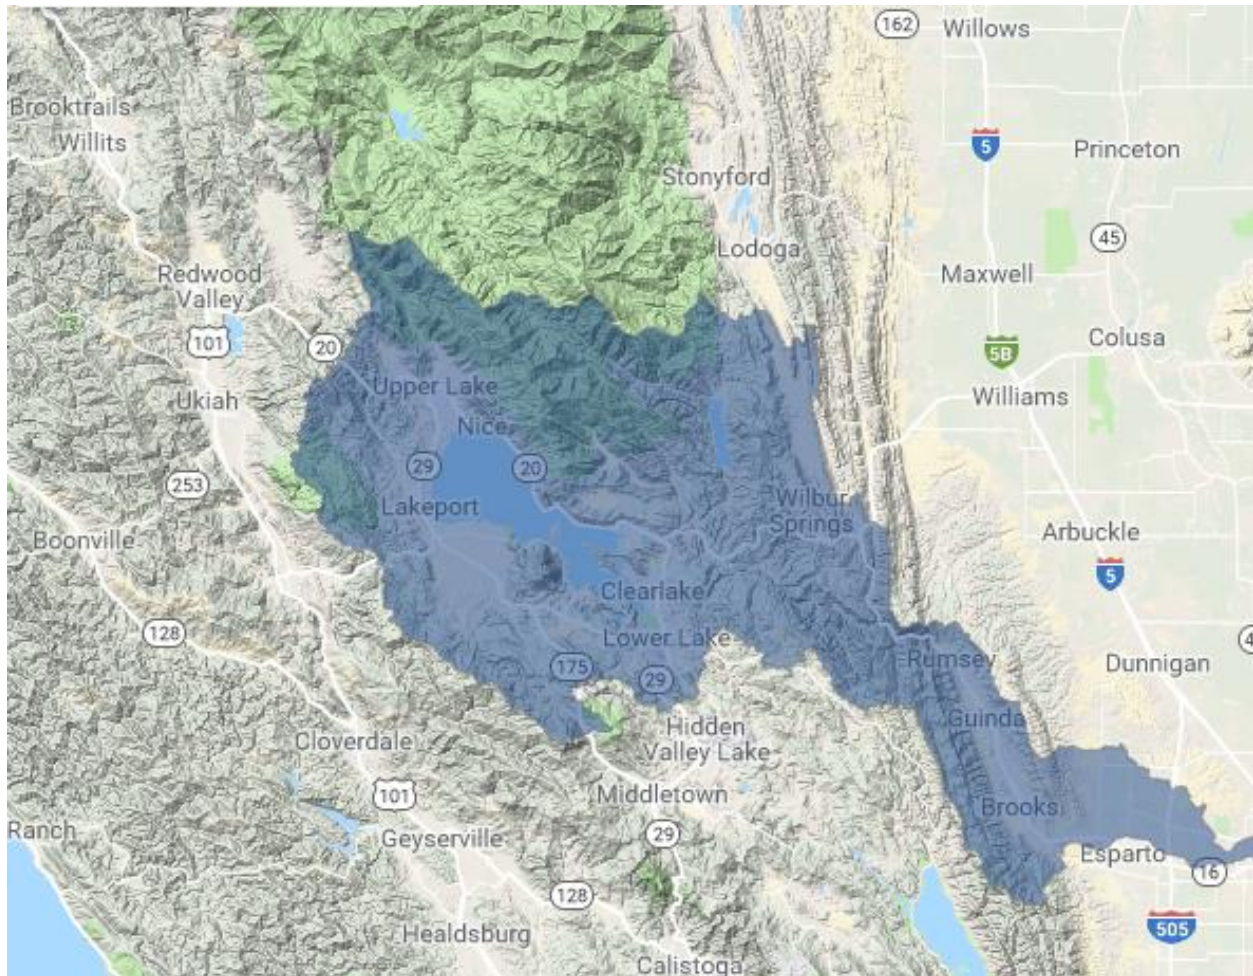 162
Willows
Brooktrails
Willits
5
Princeton
Stonyford
45
Lodoga
Redwood
Valley
Maxwell
101
20
5B
Colusa
Upper Lake
Ukiah
Williams
Nice
29
20
253
Lakeport
Wilbur
Springs
Boonville
Arbuckle
5
Clearlake
128
Lower Lake
175
29
Rumsey
Dunnigan
Guinda
Hidden
Valley Lake
Cloverdale
101
Middletown
Brooks
Ranch
Geyserville
29
Esparto
16
128
Healdsburg
505
Calistoga